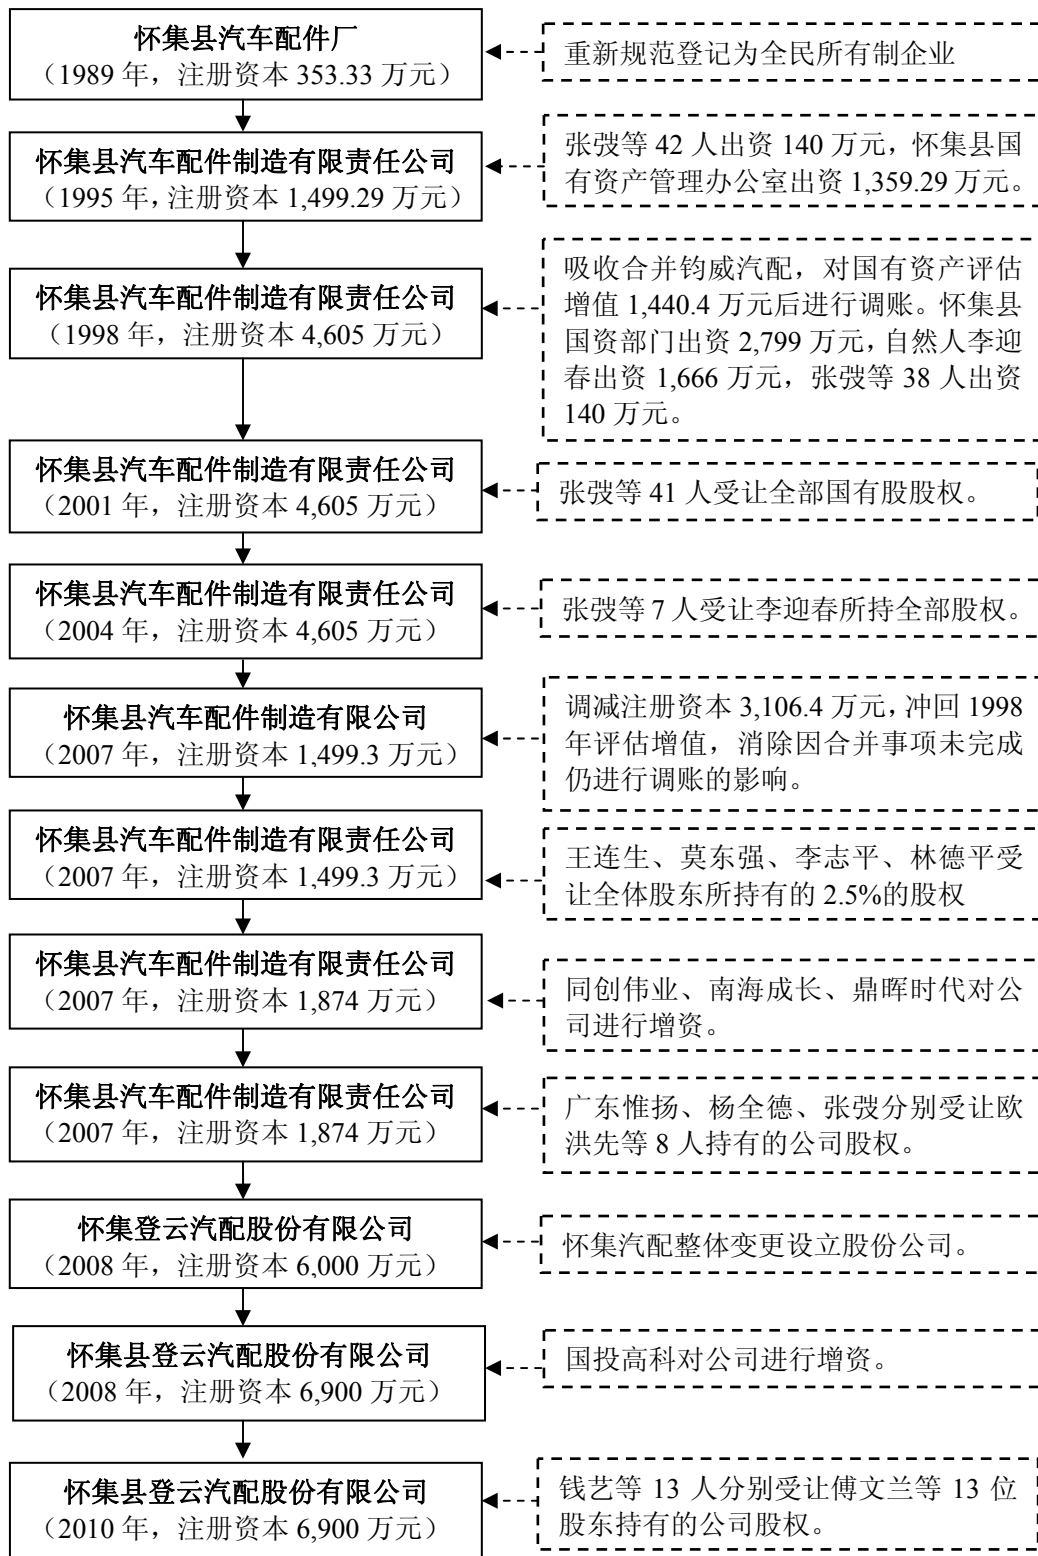 怀集县汽车配件厂
（1989 年，注册资本 353.33 万元）
重新规范登记为全民所有制企业
怀集县汽车配件制造有限责任公司
（1995 年，注册资本 1,499.29 万元）
张弢等 42 人出资 140 万元，怀集县国
有资产管理办公室出资 1,359.29 万元。
怀集县汽车配件制造有限责任公司
（1998 年，注册资本 4,605 万元）
吸收合并钧威汽配，对国有资产评估
增值 1,440.4 万元后进行调账。怀集县
国资部门出资 2,799 万元，自然人李迎
春出资 1,666 万元，张弢等 38 人出资
140 万元。
怀集县汽车配件制造有限责任公司
（2001 年，注册资本 4,605 万元）
张弢等 41 人受让全部国有股股权。
怀集县汽车配件制造有限责任公司
（2004 年，注册资本 4,605 万元）
张弢等 7 人受让李迎春所持全部股权。
怀集县汽车配件制造有限公司
（2007 年，注册资本 1,499.3 万元）
调减注册资本 3,106.4 万元，冲回 1998
年评估增值，消除因合并事项未完成
仍进行调账的影响。
怀集县汽车配件制造有限责任公司
（2007 年，注册资本 1,499.3 万元）
王连生、莫东强、李志平、林德平受
让全体股东所持有的 2.5%的股权
怀集县汽车配件制造有限责任公司
（2007 年，注册资本 1,874 万元）
同创伟业、南海成长、鼎晖时代对公
司进行增资。
怀集县汽车配件制造有限责任公司
（2007 年，注册资本 1,874 万元）
广东惟扬、杨全德、张弢分别受让欧
洪先等 8 人持有的公司股权。
怀集登云汽配股份有限公司
（2008 年，注册资本 6,000 万元）
怀集汽配整体变更设立股份公司。
怀集县登云汽配股份有限公司
（2008 年，注册资本 6,900 万元）
国投高科对公司进行增资。
怀集县登云汽配股份有限公司
（2010 年，注册资本 6,900 万元）
钱艺等 13 人分别受让傅文兰等 13 位
股东持有的公司股权。